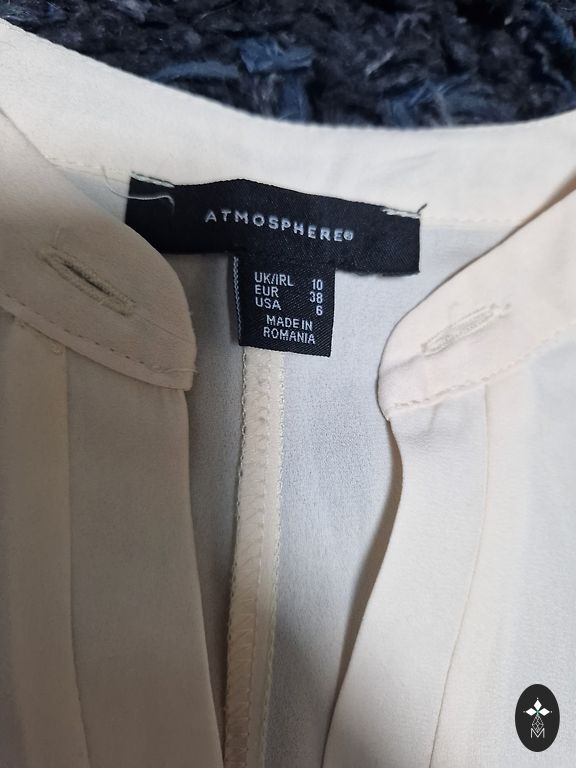 ATMOSPHERE®
UK/IRL 10
EUR 38
USA 6
MADE IN
ROMANIA